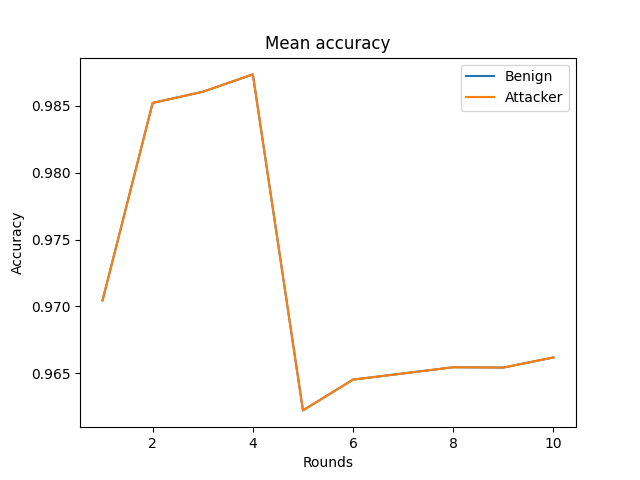 Mean accuracy
Benign
Attacker
0.985
0.980
0.975
0.970
0.965
Accuracy
2 4 6 8 10
Rounds